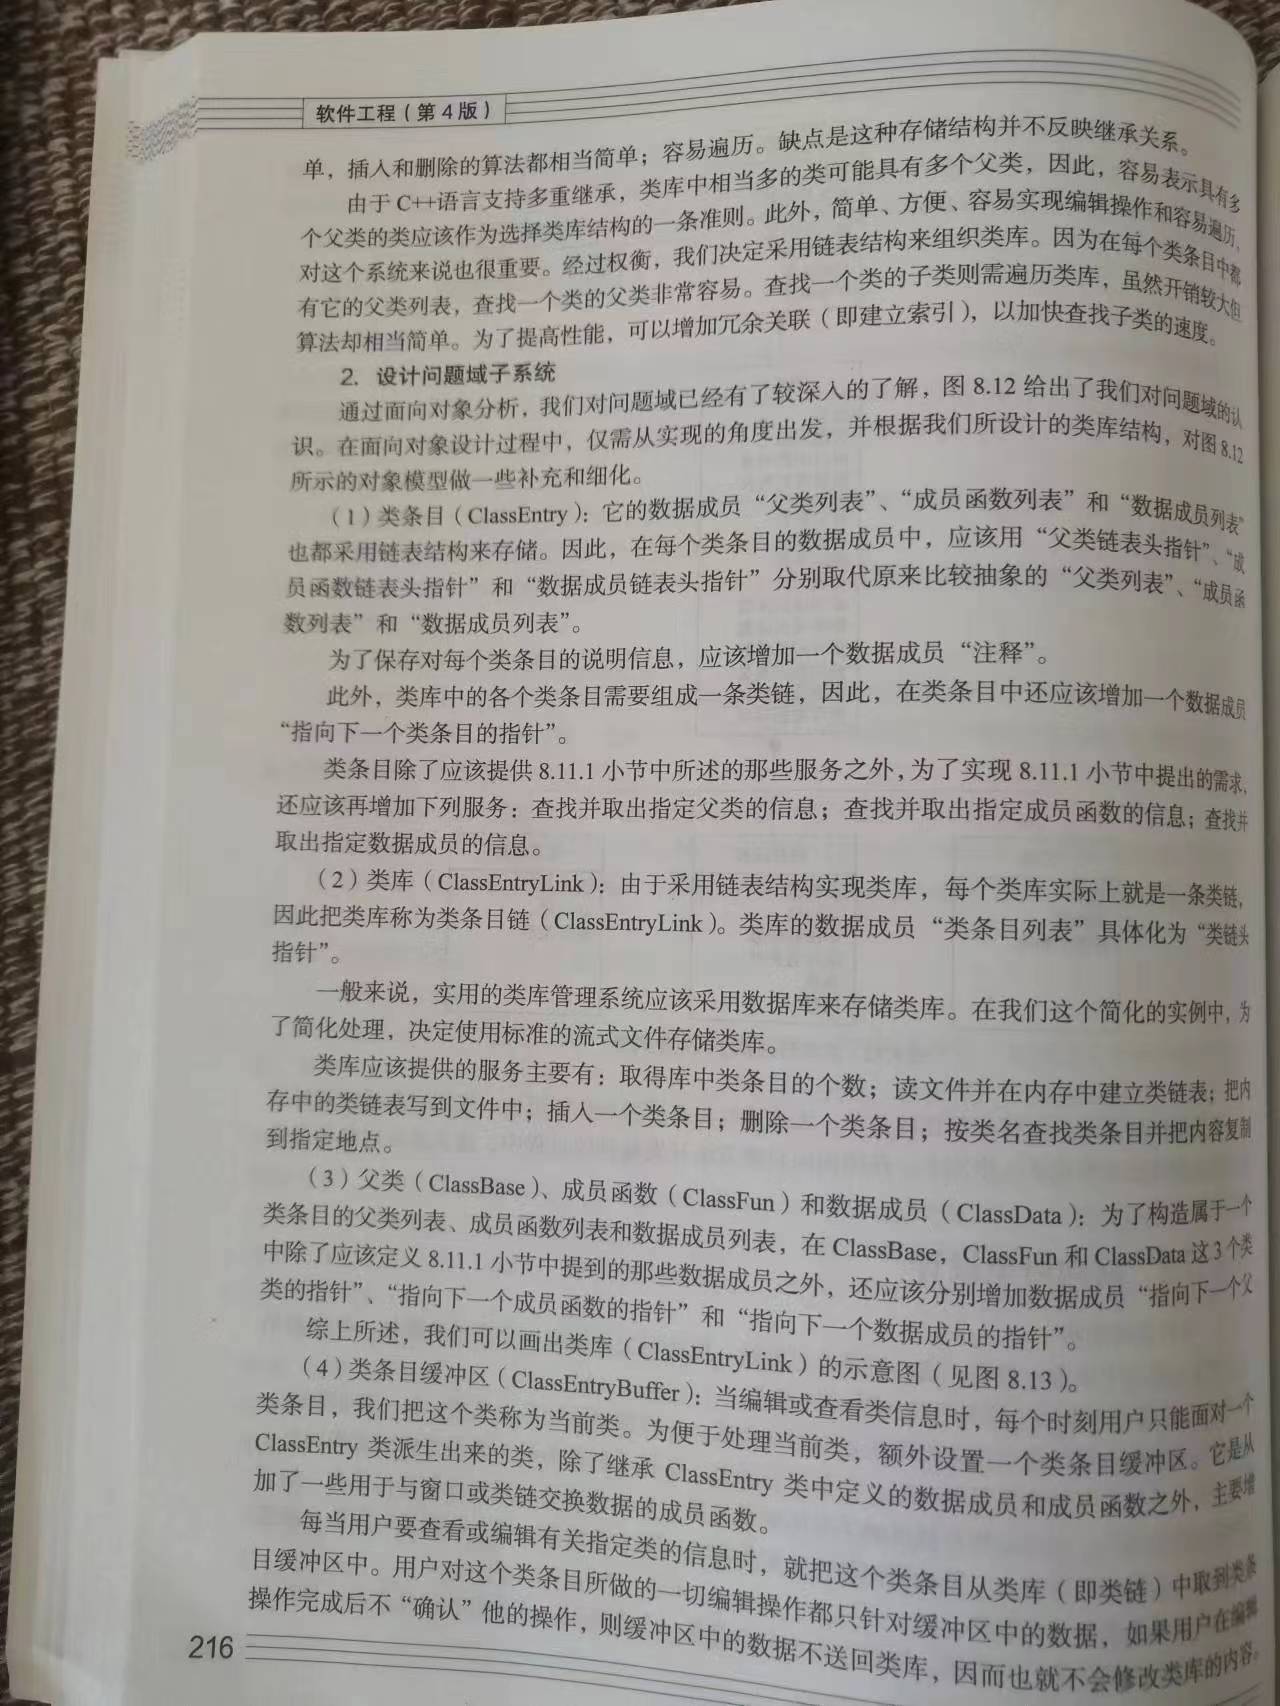 软件工程（第4版）
单，插入和删除的算法都相当简单；容易遍历。缺点是这种存储结构并不反映继承关系。
由于C++语言支持多重继承，类库中相当多的类可能具有多个父类，因此，容易表示具有多
个父类的类应该作为选择类库结构的一条准则。此外，简单、方便、容易实现编辑操作和容易遍历，
对这个系统来说也很重要。经过权衡，我们决定采用链表结构来组织类库。因为在每个类条目中都
有它的父类列表，查找一个类的父类非常容易。查找一个类的子类则需遍历类库，虽然开销较大但
算法却相当简单。为了提高性能，可以增加冗余关联（即建立索引），以加快查找子类的速度。
2. 设计问题域子系统
通过面向对象分析，我们对问题域已经有了较深入的了解，图8.12给出了我们对问题域的认
识。在面向对象设计过程中，仅需从实现的角度出发，并根据我们所设计的类库结构，对图8.12
所示的对象模型做一些补充和细化。
（1）类条目（ClassEntry）：它的数据成员“父类列表”、“成员函数列表”和“数据成员列表”
也都采用链表结构来存储。因此，在每个类条目的数据成员中，应该用“父类链表头指针”、“成
员函数链表头指针”和“数据成员链表头指针”分别取代原来比较抽象的“父类列表”、“成员函
数列表”和“数据成员列表”。
为了保存对每个类条目的说明信息，应该增加一个数据成员“注释”。
此外，类库中的各个类条目需要组成一条类链，因此，在类条目中还应该增加一个数据成员
“指向下一个类条目的指针”。
类条目除了应该提供8.11.1小节中所述的那些服务之外，为了实现8.11.1小节中提出的需求，
还应该再增加下列服务：查找并取出指定父类的信息；查找并取出指定成员函数的信息；查找并
取出指定数据成员的信息。
（2）类库（ClassEntryLink）：由于采用链表结构实现类库，每个类库实际上就是一条类链，
因此把类库称为类条目链（ClassEntryLink）。类库的数据成员“类条目列表”具体化为“类链头
指针”。
一般来说，实用的类库管理系统应该采用数据库来存储类库。在我们这个简化的实例中，为
了简化处理，决定使用标准的流式文件存储类库。
类库应该提供的服务主要有：取得库中类条目的个数；读文件并在内存中建立类链表；把内
存中的类链表写到文件中；插入一个类条目；删除一个类条目；按类名查找类条目并把内容复制
到指定地点。
（3）父类（ClassBase）、成员函数（ClassFun）和数据成员（ClassData）：为了构造属于一个
类条目的父类列表、成员函数列表和数据成员列表，在ClassBase，ClassFun和ClassData这3个类
中除了应该定义8.11.1小节中提到的那些数据成员之外，还应该分别增加数据成员“指向下一个父
类的指针”、“指向下一个成员函数的指针”和“指向下一个数据成员的指针”。
综上所述，我们可以画出类库（ClassEntryLink）的示意图（见图8.13）。
（4）类条目缓冲区（ClassEntryBuffer）：当编辑或查看类信息时，每个时刻用户只能面对一个
类条目，我们把这个类称为当前类。为便于处理当前类，额外设置一个类条目缓冲区。它是从
ClassEntry类派生出来的类，除了继承ClassEntry类中定义的数据成员和成员函数之外，主要增
加了一些用于与窗口或类链交换数据的成员函数。
每当用户要查看或编辑有关指定类的信息时，就把这个类条目从类库（即类链）中取到类条
目缓冲区中。用户对这个类条目所做的一切编辑操作都只针对缓冲区中的数据，如果用户在编辑
操作完成后不“确认”他的操作，则缓冲区中的数据不送回类库，因而也就不会修改类库的内容。
216